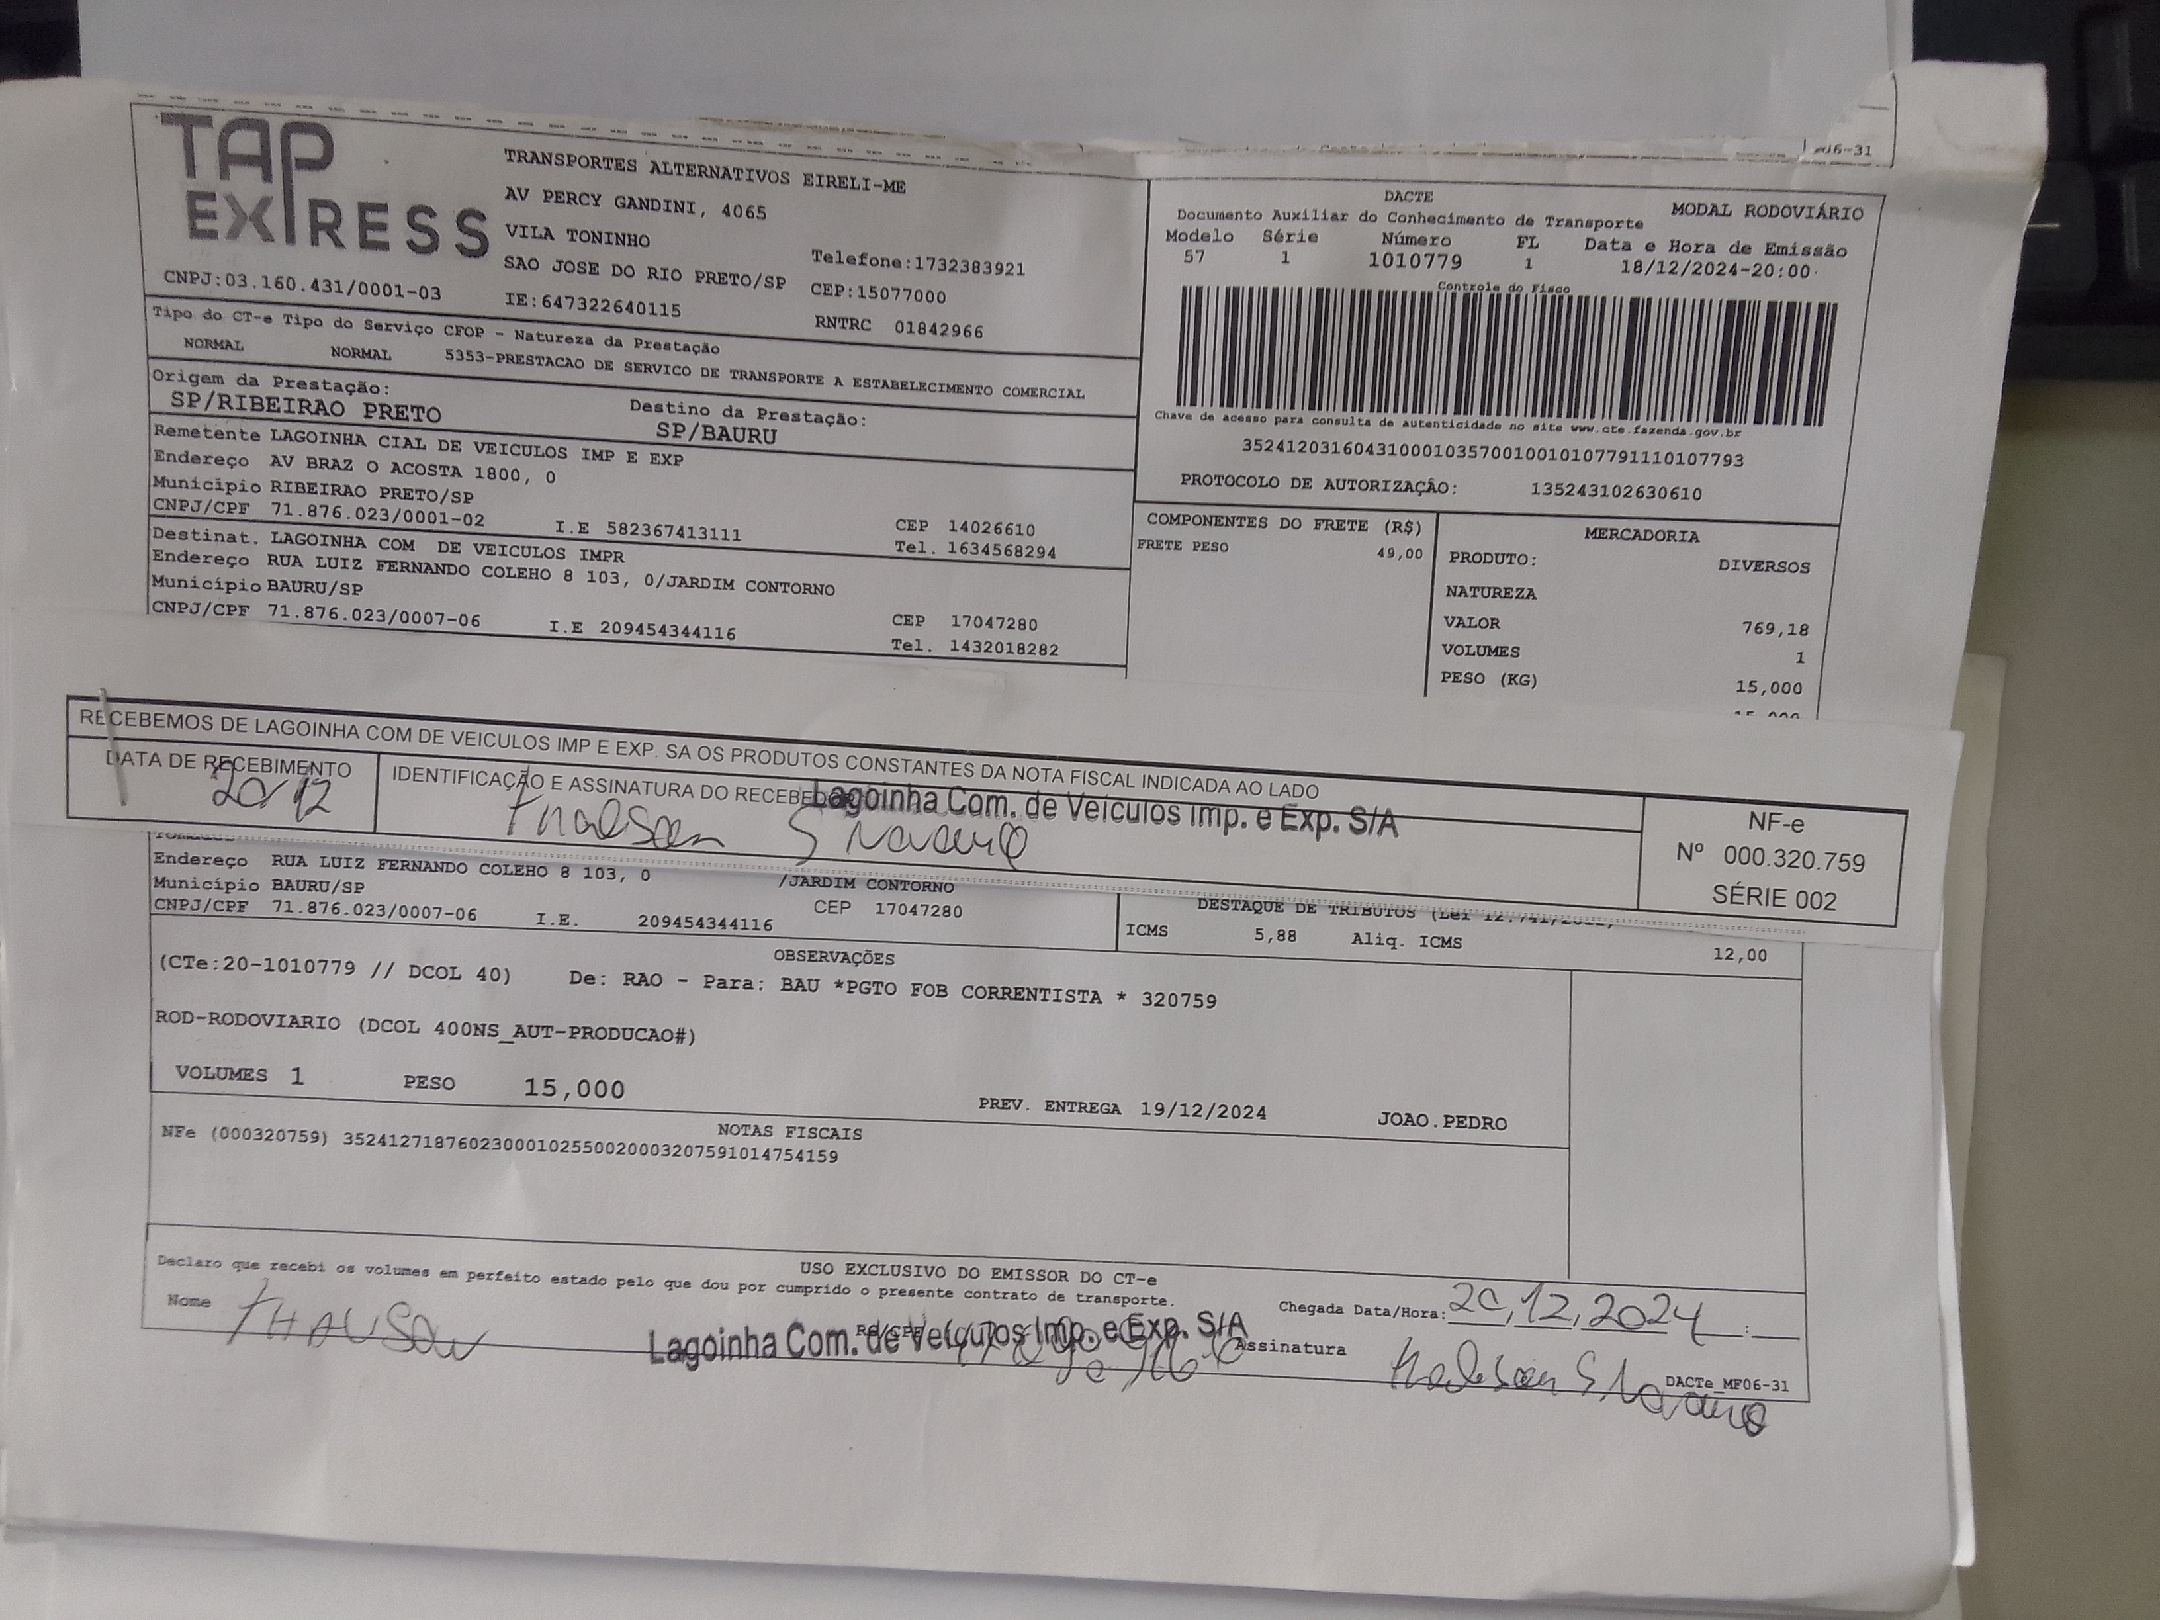 TAP
EXPRESS
CNPJ:03.160.431/0001-03
TRANSPORTES ALTERNATIVOS EIRELI-ME
AV PERCY GANDINI, 4065
VILA TONINHO
Telefone:1732383921
SAO JOSE DO RIO PRETO/SP CEP:15077000
IE:647322640115 RNTRC 01842966
06-31
DACTE MODAL RODOVIÁRIO
Documento Auxiliar do Conhecimento de Transporte
Modelo Série Número FL Data e Hora de Emissão
57 1 1010779 1 18/12/2024-20:00
Controle do Fisco
Chave de acesso para consulta de autenticidade no site www.cte.fazenda.gov.br
35241203160431000103570010010107791110107793
PROTOCOLO DE AUTORIZAÇÃO: 135243102630610
Tipo do CT-e Tipo do Serviço CFOP - Natureza da Prestação
NORMAL NORMAL 5353-PRESTACAO DE SERVICO DE TRANSPORTE A ESTABELECIMENTO COMERCIAL
Origem da Prestação: Destino da Prestação:
SP/RIBEIRAO PRETO SP/BAURU
Remetente LAGOINHA CIAL DE VEICULOS IMP E EXP
Endereço AV BRAZ O ACOSTA 1800, 0
Município RIBEIRAO PRETO/SP CEP 14026610
CNPJ/CPF 71.876.023/0001-02 I.E 582367413111 Tel. 1634568294
Destinat. LAGOINHA COM DE VEICULOS IMPR
Endereço RUA LUIZ FERNANDO COLEHO 8 103, 0/JARDIM CONTORNO
Município BAURU/SP CEP 17047280
CNPJ/CPF 71.876.023/0007-06 I.E 209454344116 Tel. 1432018282
COMPONENTES DO FRETE (R$)
FRETE PESO 49,00
MERCADORIA
PRODUTO: DIVERSOS
NATUREZA
VALOR 769,18
VOLUMES 1
PESO (KG) 15,000
RECEBEMOS DE LAGOINHA COM DE VEICULOS IMP E EXP. SA OS PRODUTOS CONSTANTES DA NOTA FISCAL INDICADA AO LADO
DATA DE RECEBIMENTO
20/12
IDENTIFICAÇÃO E ASSINATURA DO RECEBEDOR
Lagoinha Com. de Veículos Imp. e Exp. S/A
NF-e
Nº 000.320.759
SÉRIE 002
Endereço RUA LUIZ FERNANDO COLEHO 8 103, 0 /JARDIM CONTORNO
Município BAURU/SP CEP 17047280
CNPJ/CPF 71.876.023/0007-06 I.E. 209454344116
DESTAQUE DE TRIBUTOS (Lei
ICMS 5,88 Aliq. ICMS 12,00
OBSERVAÇÕES
(CTe:20-1010779 // DCOL 40) De: RAO - Para: BAU *PGTO FOB CORRENTISTA * 320759
ROD-RODOVIARIO (DCOL 400NS_AUT-PRODUCAO#)
VOLUMES 1 PESO 15,000
PREV. ENTREGA 19/12/2024 JOAO.PEDRO
NOTAS FISCAIS
NFe (000320759) 35241271876023000102550020003207591014754159
USO EXCLUSIVO DO EMISSOR DO CT-e
Declaro que recebi os volumes em perfeito estado pelo que dou por cumprido o presente contrato de transporte.
Chegada Data/Hora: 20,12,2024 __:__
Nome
Lagoinha Com. de Veículos Imp. e Exp. S/A
Assinatura
DACTe_MF06-31